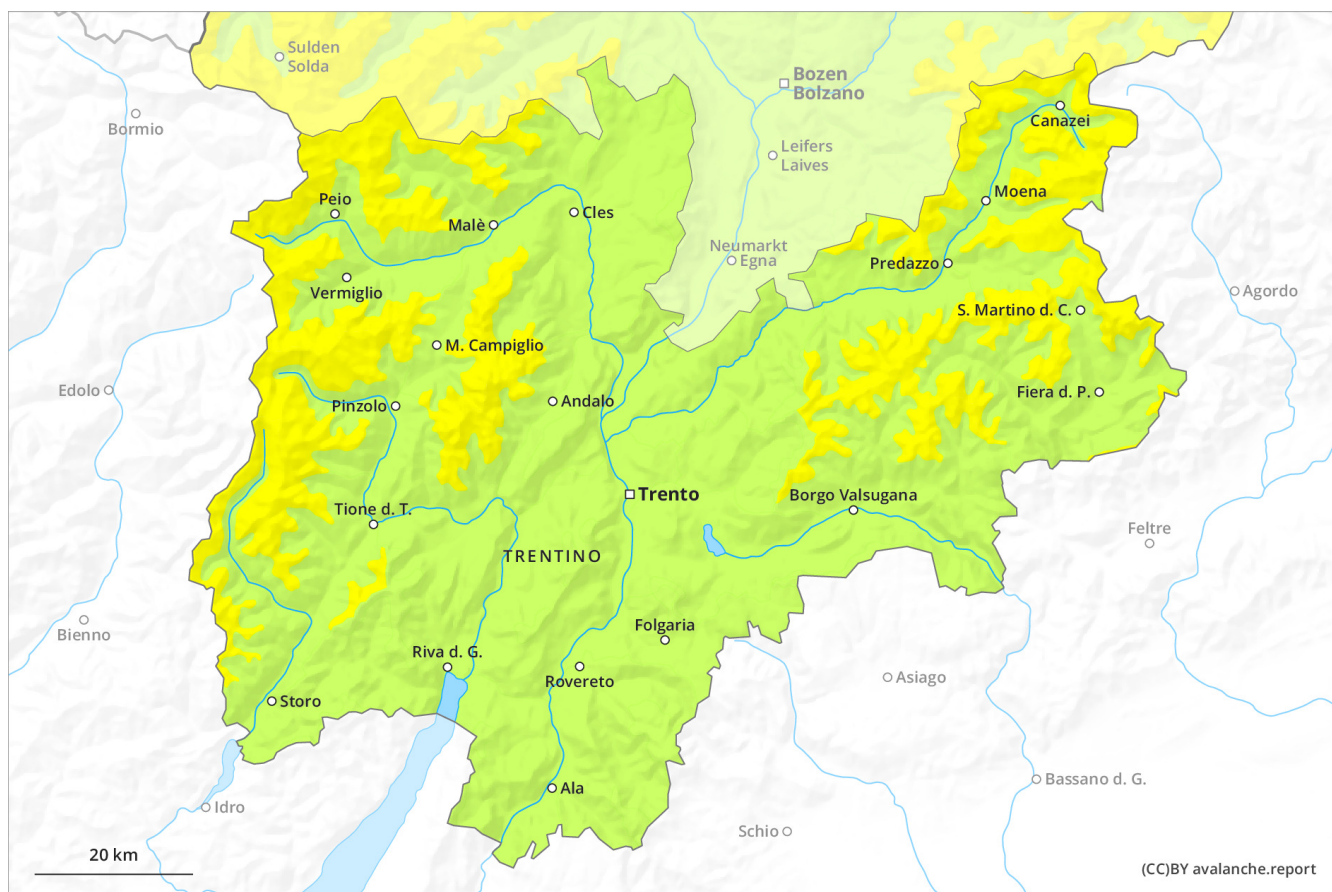 Sulden
Solda
Bozen
Bolzano
Bormio
Canazei
Leifers
Laives
Peio
Moena
Malè
Cles
Neumarkt
Egna
Predazzo
Vermiglio
Agordo
S. Martino d. C.
M. Campiglio
Edolo
Fiera d. P.
Andalo
Pinzolo
Trento
Borgo Valsugana
Tione d. T.
Feltre
TRENTINO
Bienno
Folgaria
Riva d. G.
Asiago
Rovereto
Storo
Bassano d. G.
Ala
Idro
Schio
20 km
(CC)BY avalanche.report